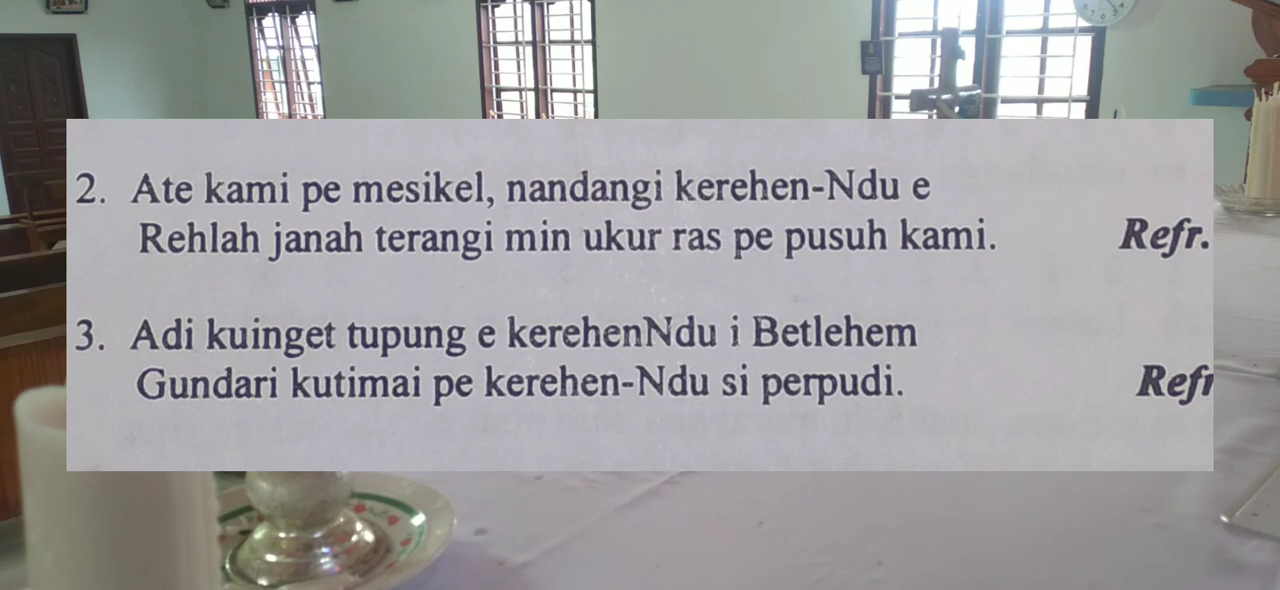 2. Ate kami pe mesikel, nandangi kerehen-Ndu e
Rehlah janah terangi min ukur ras pe pusuh kami. Refr.
3. Adi kuinget tupung e kerehenNdu i Betlehem
Gundari kutimai pe kerehen-Ndu si perpudi. Refr